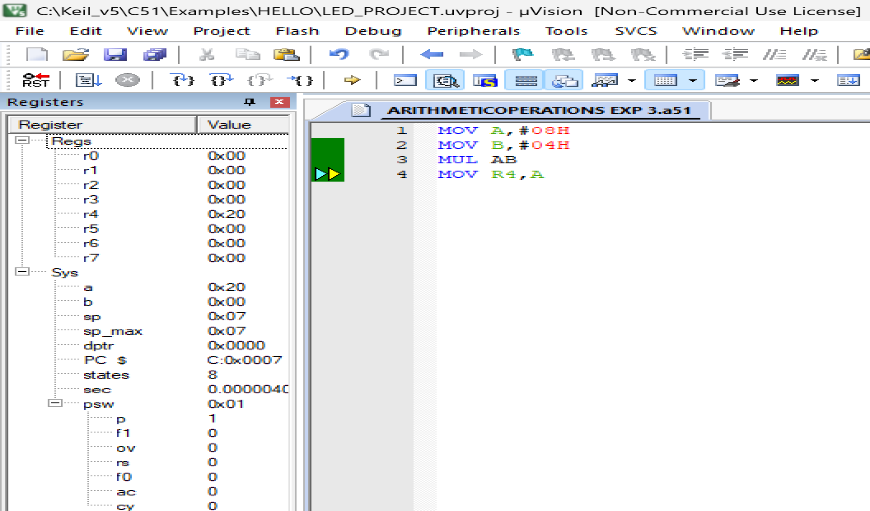 C:\Keil_v5\C51\Examples\HELLO\LED_PROJECT.uvproj - µVision [Non-Commercial Use License]
File Edit View Project Flash Debug Peripherals Tools SVCS Window Help
RST
Registers
ARITHMETICOPERATIONS EXP 3.a51
Register Value
Regs
r0 0x00
r1 0x00
r2 0x00
r3 0x00
r4 0x20
r5 0x00
r6 0x00
r7 0x00
Sys
a 0x20
b 0x00
sp 0x07
sp_max 0x07
dptr 0x0000
PC $ C:0x0007
states 8
sec 0.0000040
psw 0x01
p 1
f1 0
ov 0
rs 0
f0 0
ac 0
cy 0
1 MOV A,#08H
2 MOV B,#04H
3 MUL AB
4 MOV R4,A